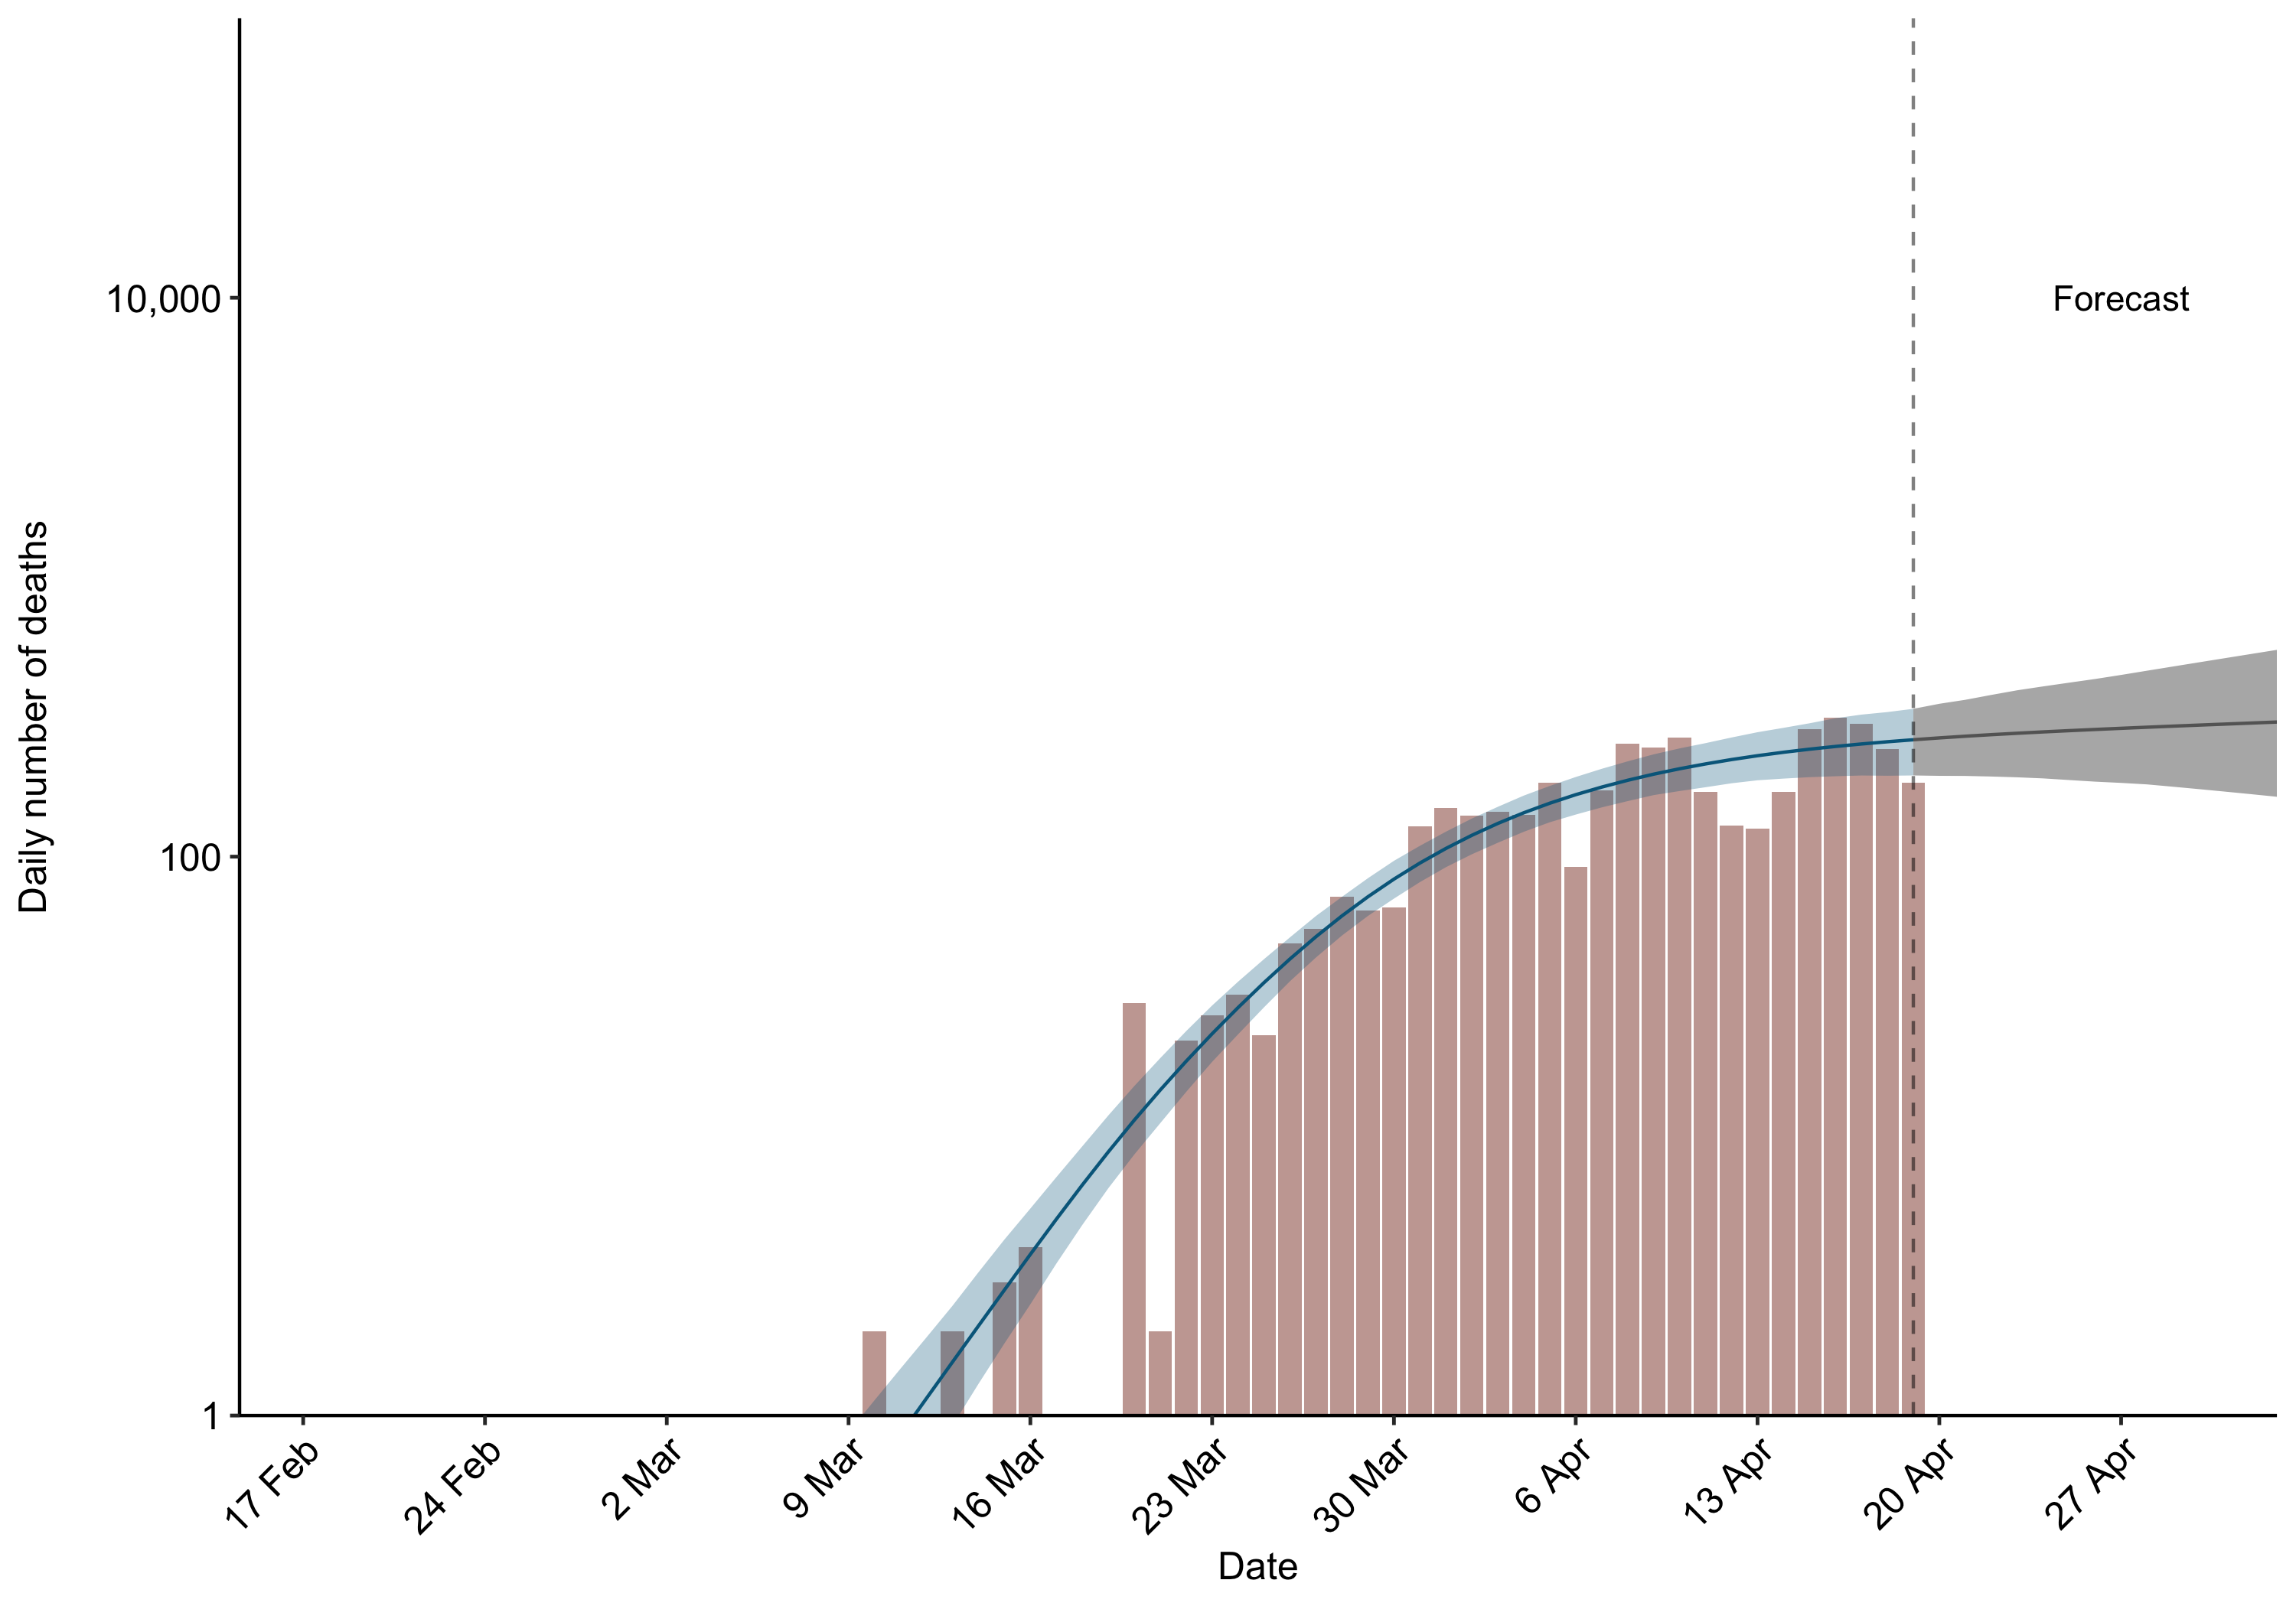 Daily number of deaths
10,000
100
1
Forecast
17 Feb
24 Feb
2 Mar
9 Mar
16 Mar
23 Mar
30 Mar
6 Apr
13 Apr
20 Apr
27 Apr
Date